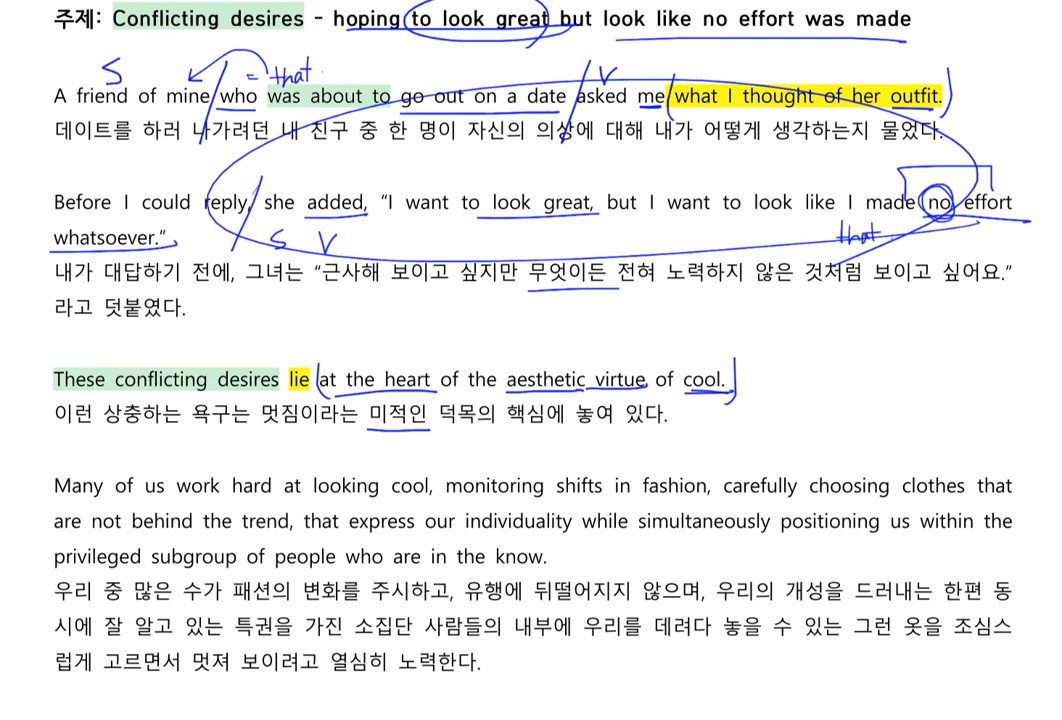 주제: Conflicting desires - hoping to look great but look like no effort was made
S = that V
A friend of mine who was about to go out on a date asked me what I thought of her outfit.
데이트를 하러 나가려던 내 친구 중 한 명이 자신의 의상에 대해 내가 어떻게 생각하는지 물었다.
Before I could reply, she added, “I want to look great, but I want to look like I made no effort
whatsoever.”
S V that
내가 대답하기 전에, 그녀는 “근사해 보이고 싶지만 무엇이든 전혀 노력하지 않은 것처럼 보이고 싶어요.”
라고 덧붙였다.
These conflicting desires lie at the heart of the aesthetic virtue of cool.
이런 상충하는 욕구는 멋짐이라는 미적인 덕목의 핵심에 놓여 있다.
Many of us work hard at looking cool, monitoring shifts in fashion, carefully choosing clothes that
are not behind the trend, that express our individuality while simultaneously positioning us within the
privileged subgroup of people who are in the know.
우리 중 많은 수가 패션의 변화를 주시하고, 유행에 뒤떨어지지 않으며, 우리의 개성을 드러내는 한편 동
시에 잘 알고 있는 특권을 가진 소집단 사람들의 내부에 우리를 데려다 놓을 수 있는 그런 옷을 조심스
럽게 고르면서 멋져 보이려고 열심히 노력한다.